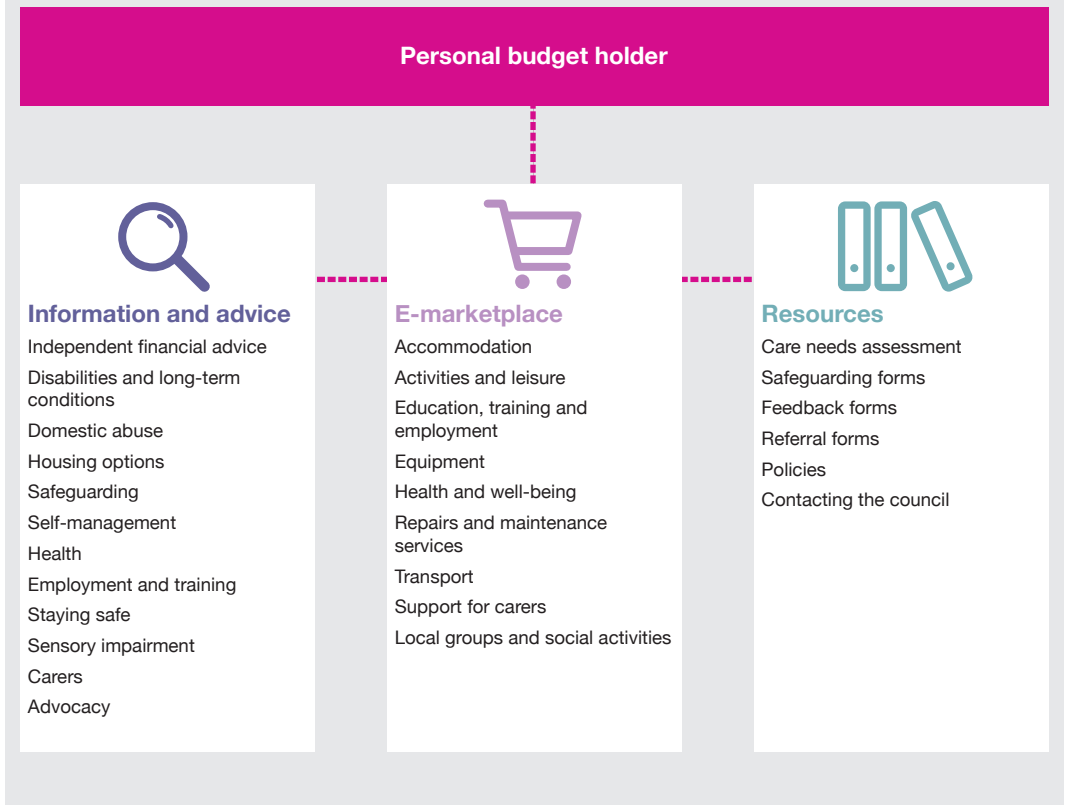 Personal budget holder
Information and advice
Independent financial advice
Disabilities and long-term
conditions
Domestic abuse
Housing options
Safeguarding
Self-management
Health
Employment and training
Staying safe
Sensory impairment
Carers
Advocacy
E-marketplace
Accommodation
Activities and leisure
Education, training and
employment
Equipment
Health and well-being
Repairs and maintenance
services
Transport
Support for carers
Local groups and social activities
Resources
Care needs assessment
Safeguarding forms
Feedback forms
Referral forms
Policies
Contacting the council